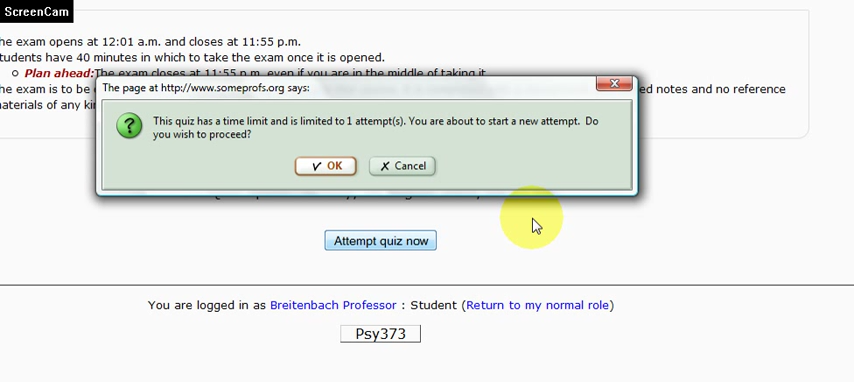 ScreenCam
he exam opens at 12:01 a.m. and closes at 11:55 p.m.
tudents have 40 minutes in which to take the exam once it is opened.
Plan ahead: The exam closes at 11:55 p.m. even if you are in the middle of taking it
The page at http://www.someprofs.org says:
he exam is to be ed notes and no reference
aterials of any
This quiz has a time limit and is limited to 1 attempt(s). You are about to start a new attempt. Do
you wish to proceed?
OK Cancel
Attempt quiz now
You are logged in as Breitenbach Professor : Student (Return to my normal role)
Psy373